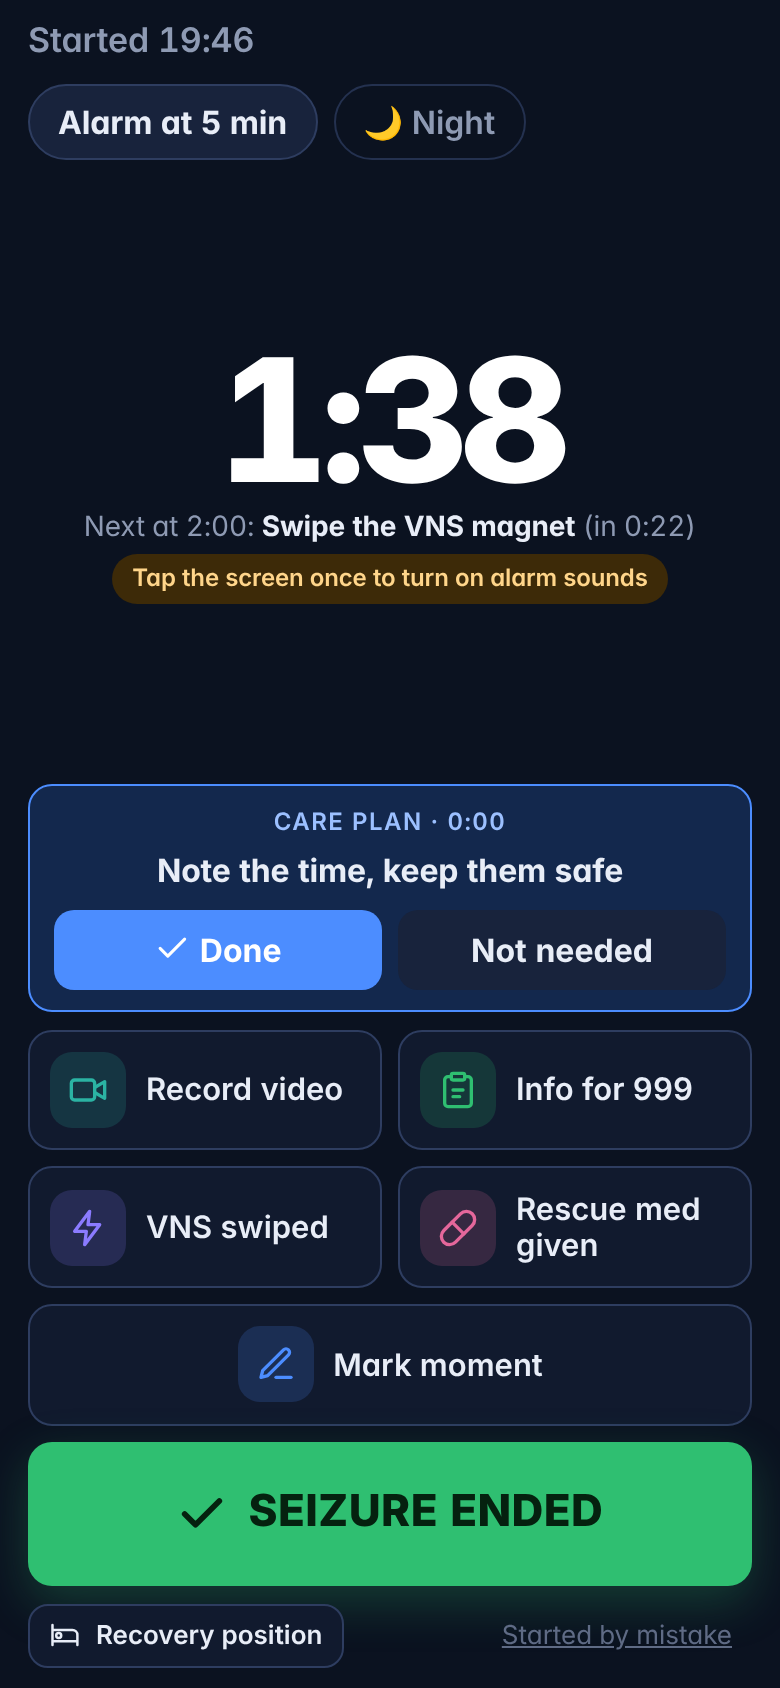 Started 19:46
Alarm at 5 min
🌙 Night
1:38
Next at 2:00: Swipe the VNS magnet (in 0:22)
Tap the screen once to turn on alarm sounds
CARE PLAN · 0:00
Note the time, keep them safe
✓ Done
Not needed
Record video
Info for 999
VNS swiped
Rescue med
given
Mark moment
✓ SEIZURE ENDED
Recovery position
Started by mistake